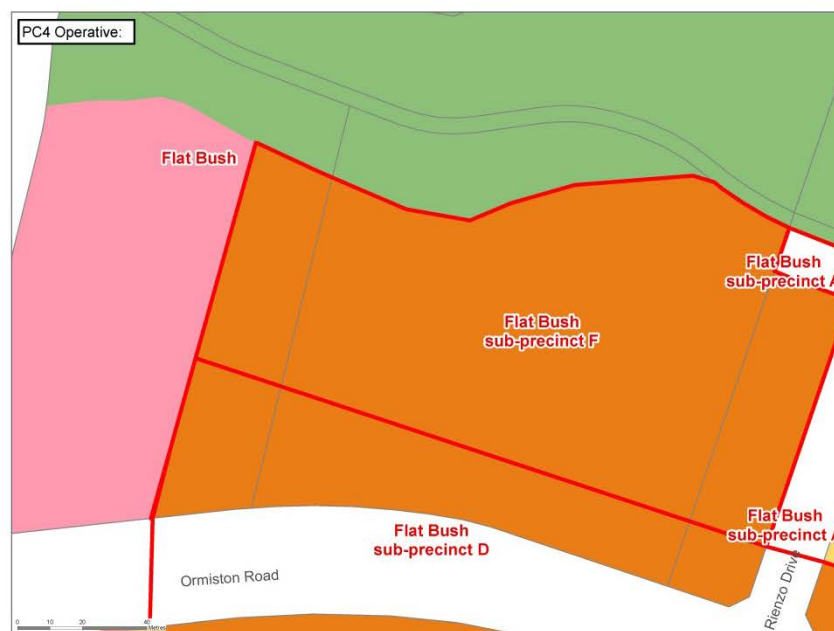 PC4 Operative:
Flat Bush
Flat Bush
sub-precinct A
Flat Bush
sub-precinct F
Flat Bush
sub-precinct D
Flat Bush
sub-precinct A
Ormiston Road
Rienzo Drive
0 10 20 40
Metres